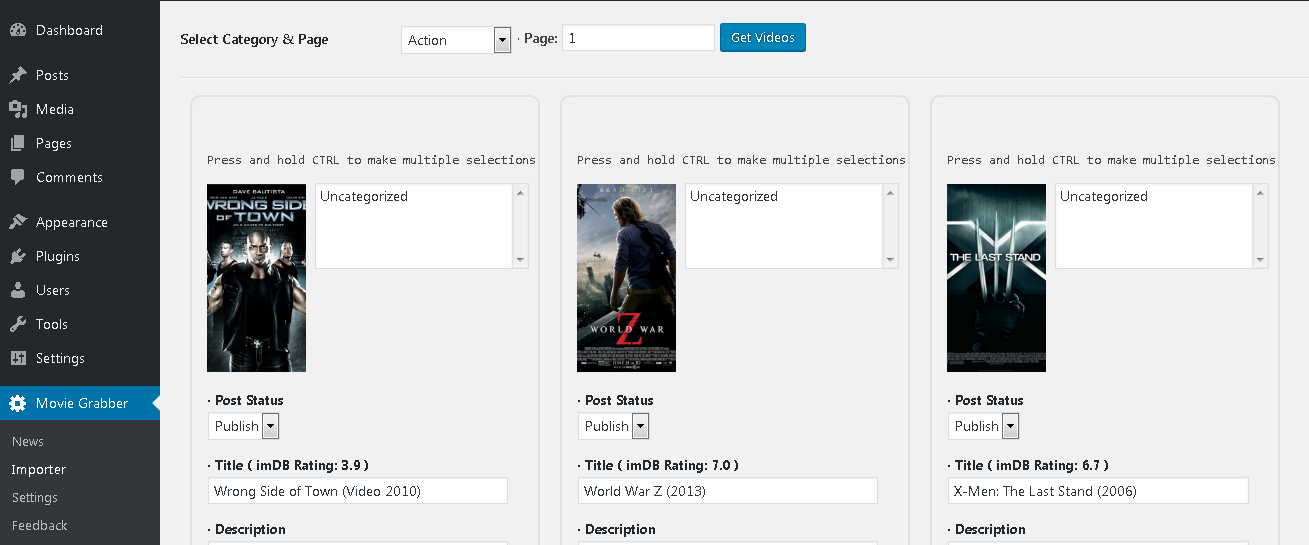 Dashboard
Posts
Media
Pages
Comments
Appearance
Plugins
Users
Tools
Settings
Movie Grabber
News
Importer
Settings
Feedback
Select Category & Page
Action
· Page:
1
Get Videos
Press and hold CTRL to make multiple selections
DAVE BAUTISTA
WRONG SIDE
OF TOWN
Uncategorized
· Post Status
Publish
· Title ( imDB Rating: 3.9 )
Wrong Side of Town (Video 2010)
· Description
Press and hold CTRL to make multiple selections
BRAD PITT
WORLD WAR
Z
Uncategorized
· Post Status
Publish
· Title ( imDB Rating: 7.0 )
World War Z (2013)
· Description
Press and hold CTRL to make multiple selections
THE LAST STAND
Uncategorized
· Post Status
Publish
· Title ( imDB Rating: 6.7 )
X-Men: The Last Stand (2006)
· Description